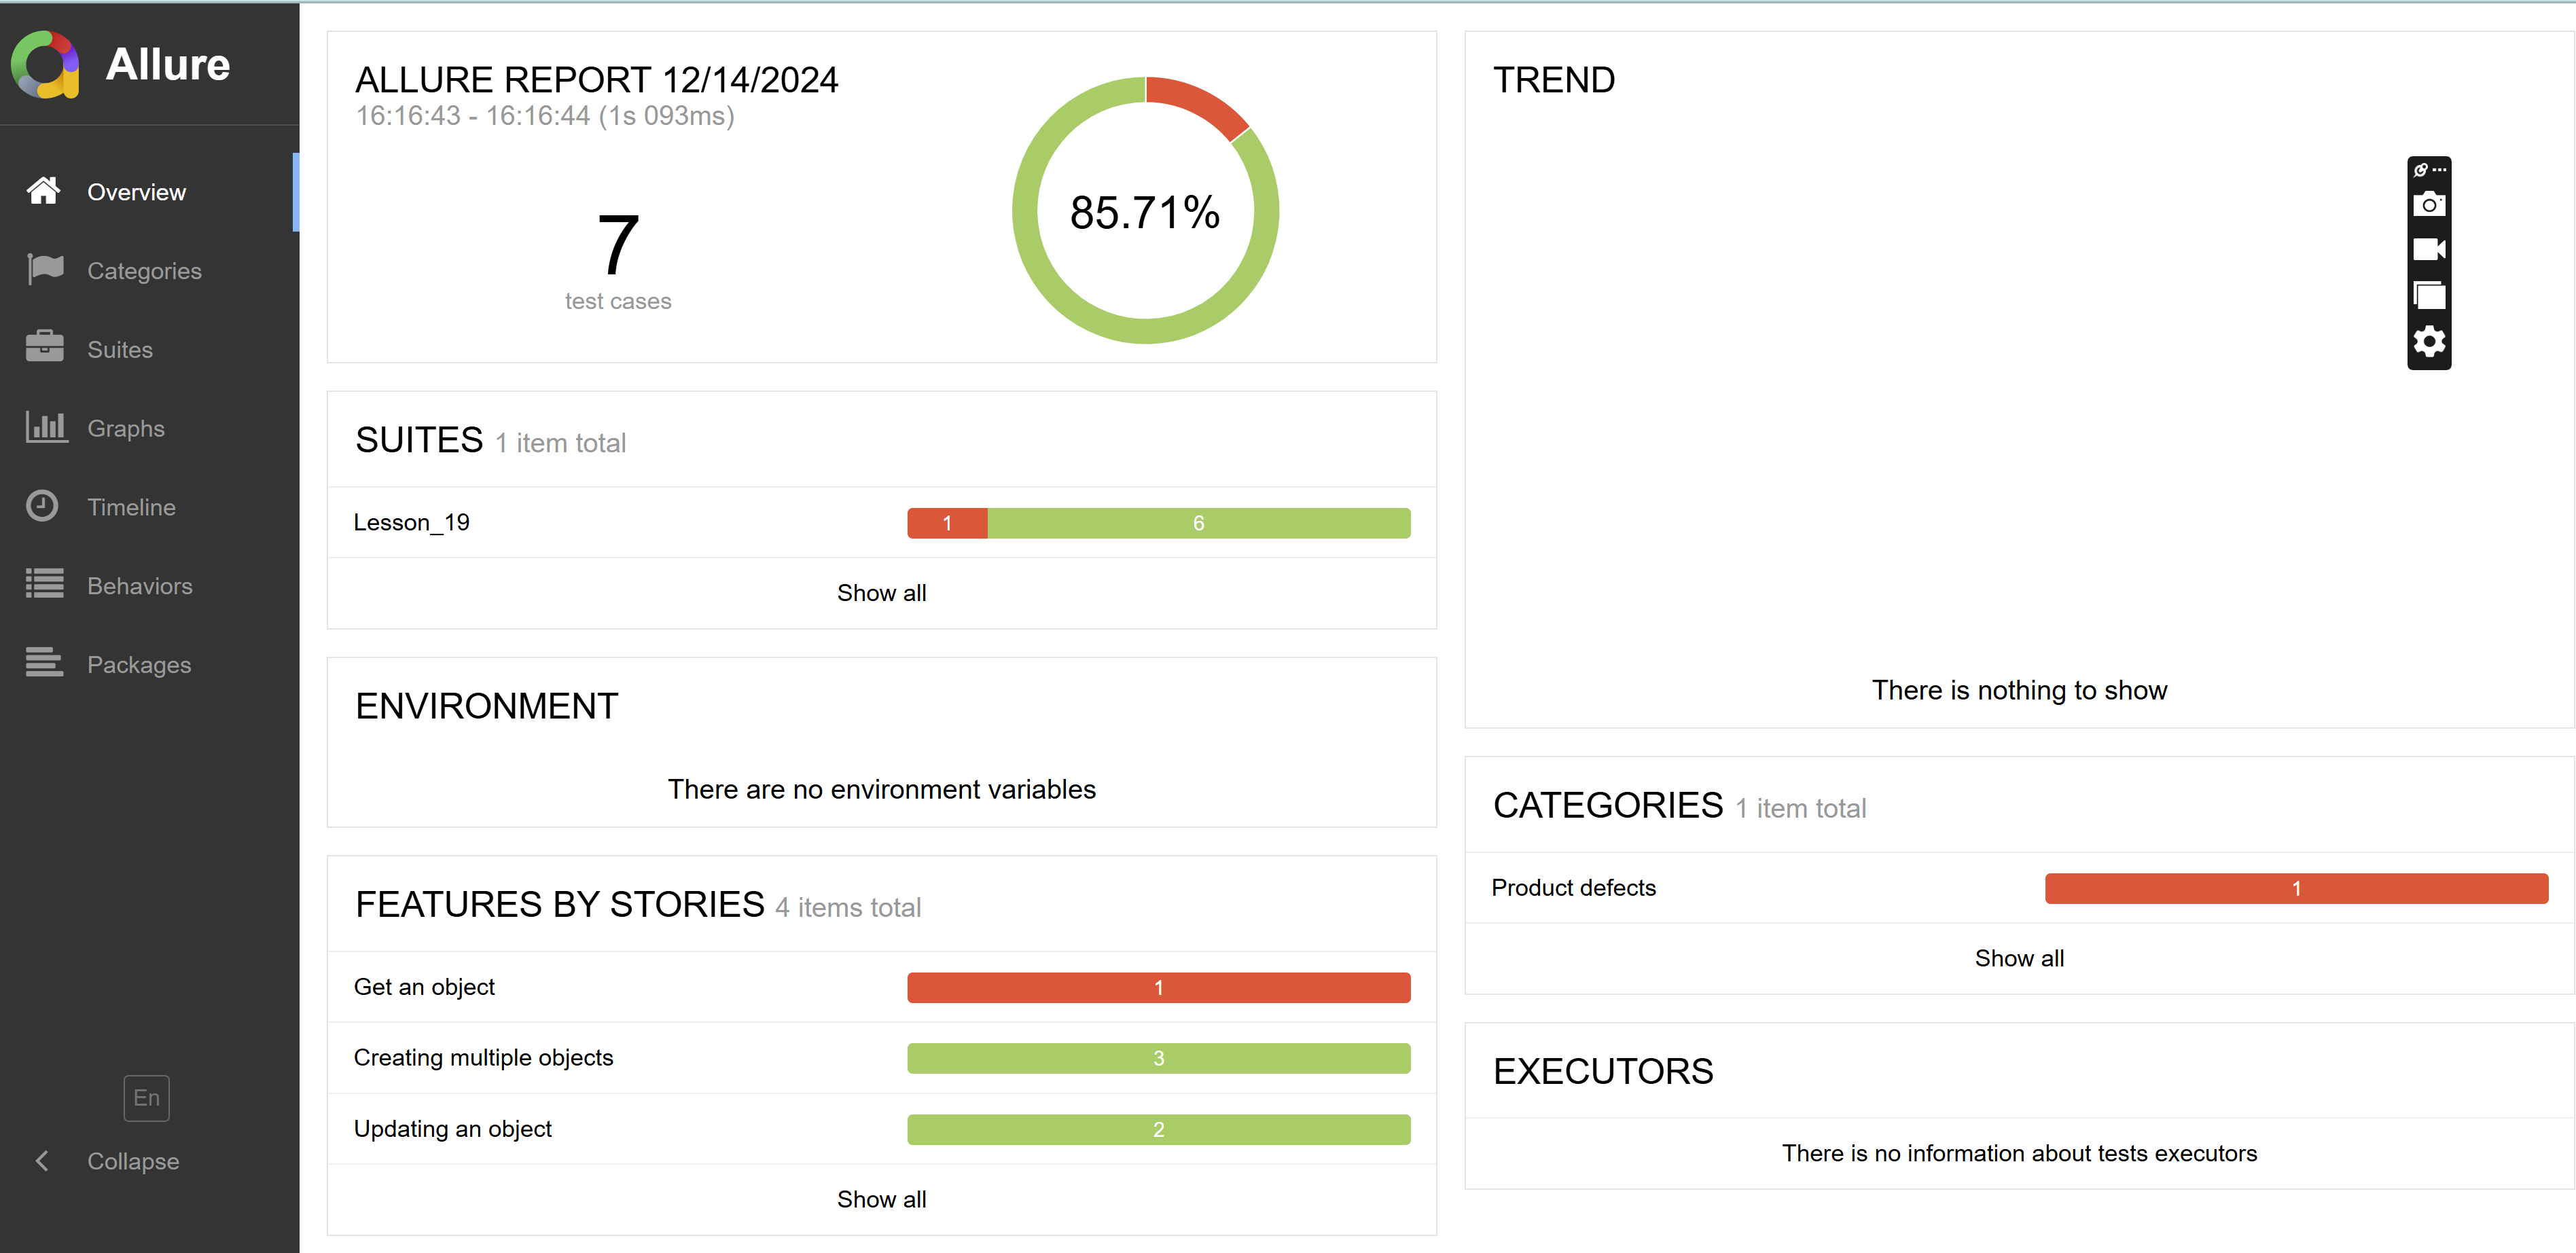 Allure
Overview
Categories
Suites
Graphs
Timeline
Behaviors
Packages
En
Collapse
ALLURE REPORT 12/14/2024
16:16:43 - 16:16:44 (1s 093ms)
7
test cases
85.71%
SUITES 1 item total
Lesson_19 1 6
Show all
ENVIRONMENT
There are no environment variables
FEATURES BY STORIES 4 items total
Get an object 1
Creating multiple objects 3
Updating an object 2
Show all
TREND
There is nothing to show
CATEGORIES 1 item total
Product defects 1
Show all
EXECUTORS
There is no information about tests executors